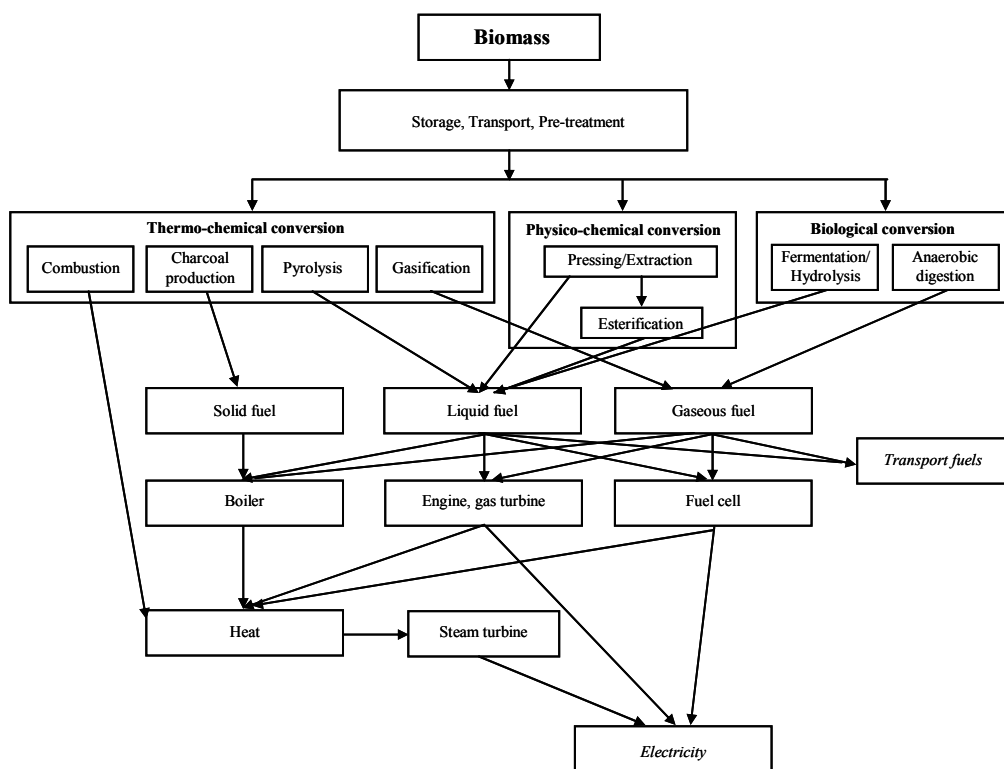 Biomass
Storage, Transport, Pre-treatment
Thermo-chemical conversion
Combustion
Charcoal
production
Pyrolysis
Gasification
Physico-chemical conversion
Pressing/Extraction
Esterification
Biological conversion
Fermentation/
Hydrolysis
Anaerobic
digestion
Solid fuel
Liquid fuel
Gaseous fuel
Transport fuels
Boiler
Engine, gas turbine
Fuel cell
Heat
Steam turbine
Electricity